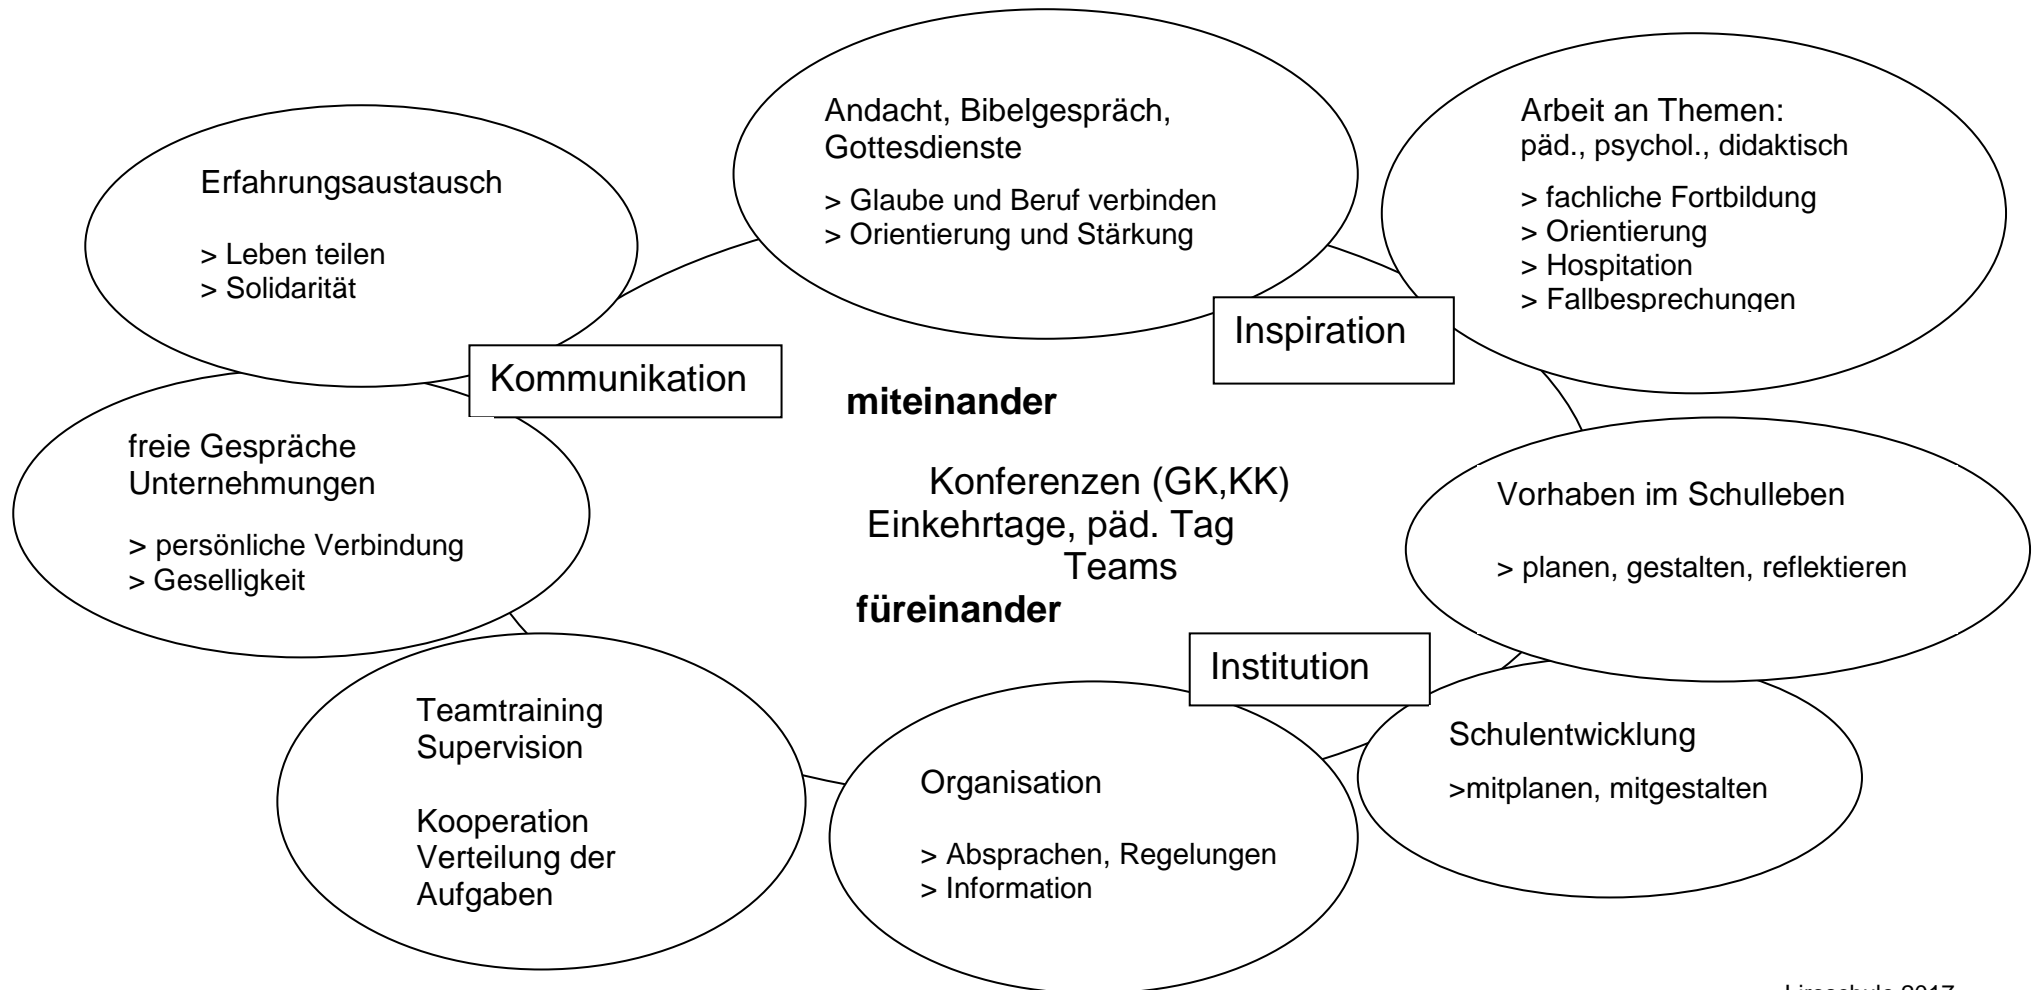 Andacht, Bibelgespräch,
Gottesdienste
> Glaube und Beruf verbinden
> Orientierung und Stärkung
Arbeit an Themen:
päd., psychol., didaktisch
> fachliche Fortbildung
> Orientierung
> Hospitation
> Fallbesprechungen
Erfahrungsaustausch
> Leben teilen
> Solidarität
Inspiration
Kommunikation
miteinander
freie Gespräche
Unternehmungen
> persönliche Verbindung
> Geselligkeit
Konferenzen (GK,KK)
Einkehrtage, päd. Tag
Teams
füreinander
Vorhaben im Schulleben
> planen, gestalten, reflektieren
Institution
Teamtraining
Supervision
Kooperation
Verteilung der
Aufgaben
Organisation
> Absprachen, Regelungen
> Information
Schulentwicklung
>mitplanen, mitgestalten
2017